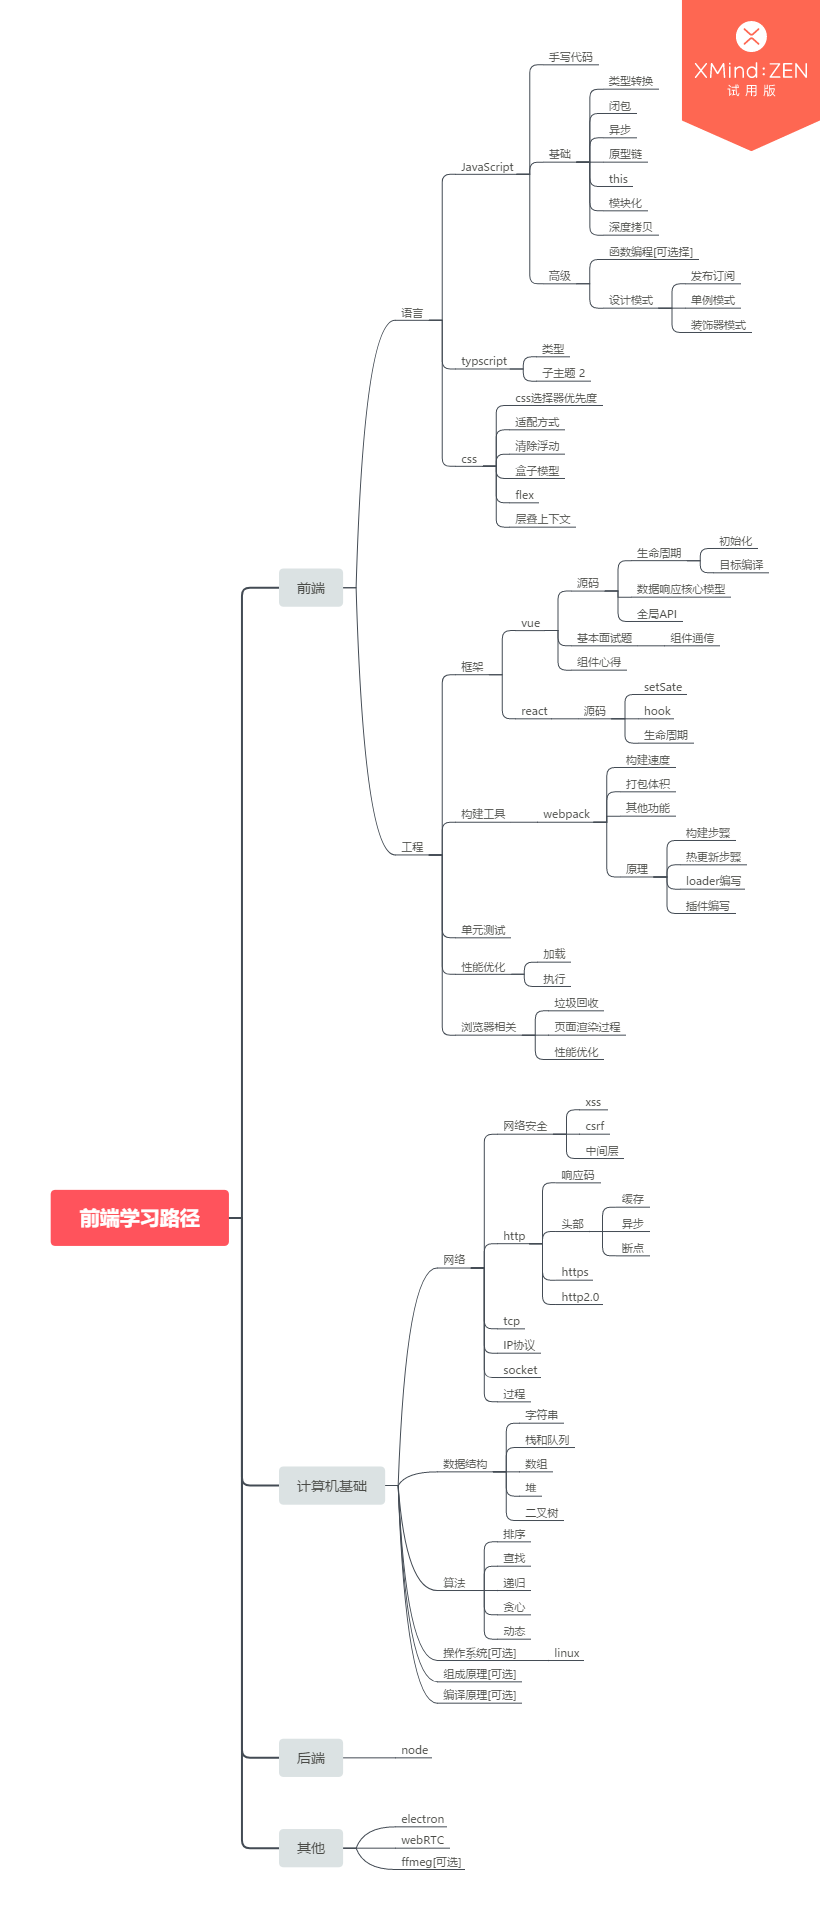 XMind:ZEN
试用版
前端学习路径
前端
语言
JavaScript
手写代码
基础
类型转换
闭包
异步
原型链
this
模块化
深度拷贝
高级
函数编程[可选择]
设计模式
发布订阅
单例模式
装饰器模式
typscript
类型
子主题 2
css
css选择器优先度
适配方式
清除浮动
盒子模型
flex
层叠上下文
工程
框架
vue
源码
生命周期
初始化
目标编译
数据响应核心模型
全局API
基本面试题
组件通信
组件心得
react
源码
setSate
hook
生命周期
构建工具
webpack
构建速度
打包体积
其他功能
原理
构建步骤
热更新步骤
loader编写
插件编写
单元测试
性能优化
加载
执行
浏览器相关
垃圾回收
页面渲染过程
性能优化
计算机基础
网络
网络安全
xss
csrf
中间层
http
响应码
头部
缓存
异步
断点
https
http2.0
tcp
IP协议
socket
过程
数据结构
字符串
栈和队列
数组
堆
二叉树
算法
排序
查找
递归
贪心
动态
操作系统[可选]
linux
组成原理[可选]
编译原理[可选]
后端
node
其他
electron
webRTC
ffmeg[可选]